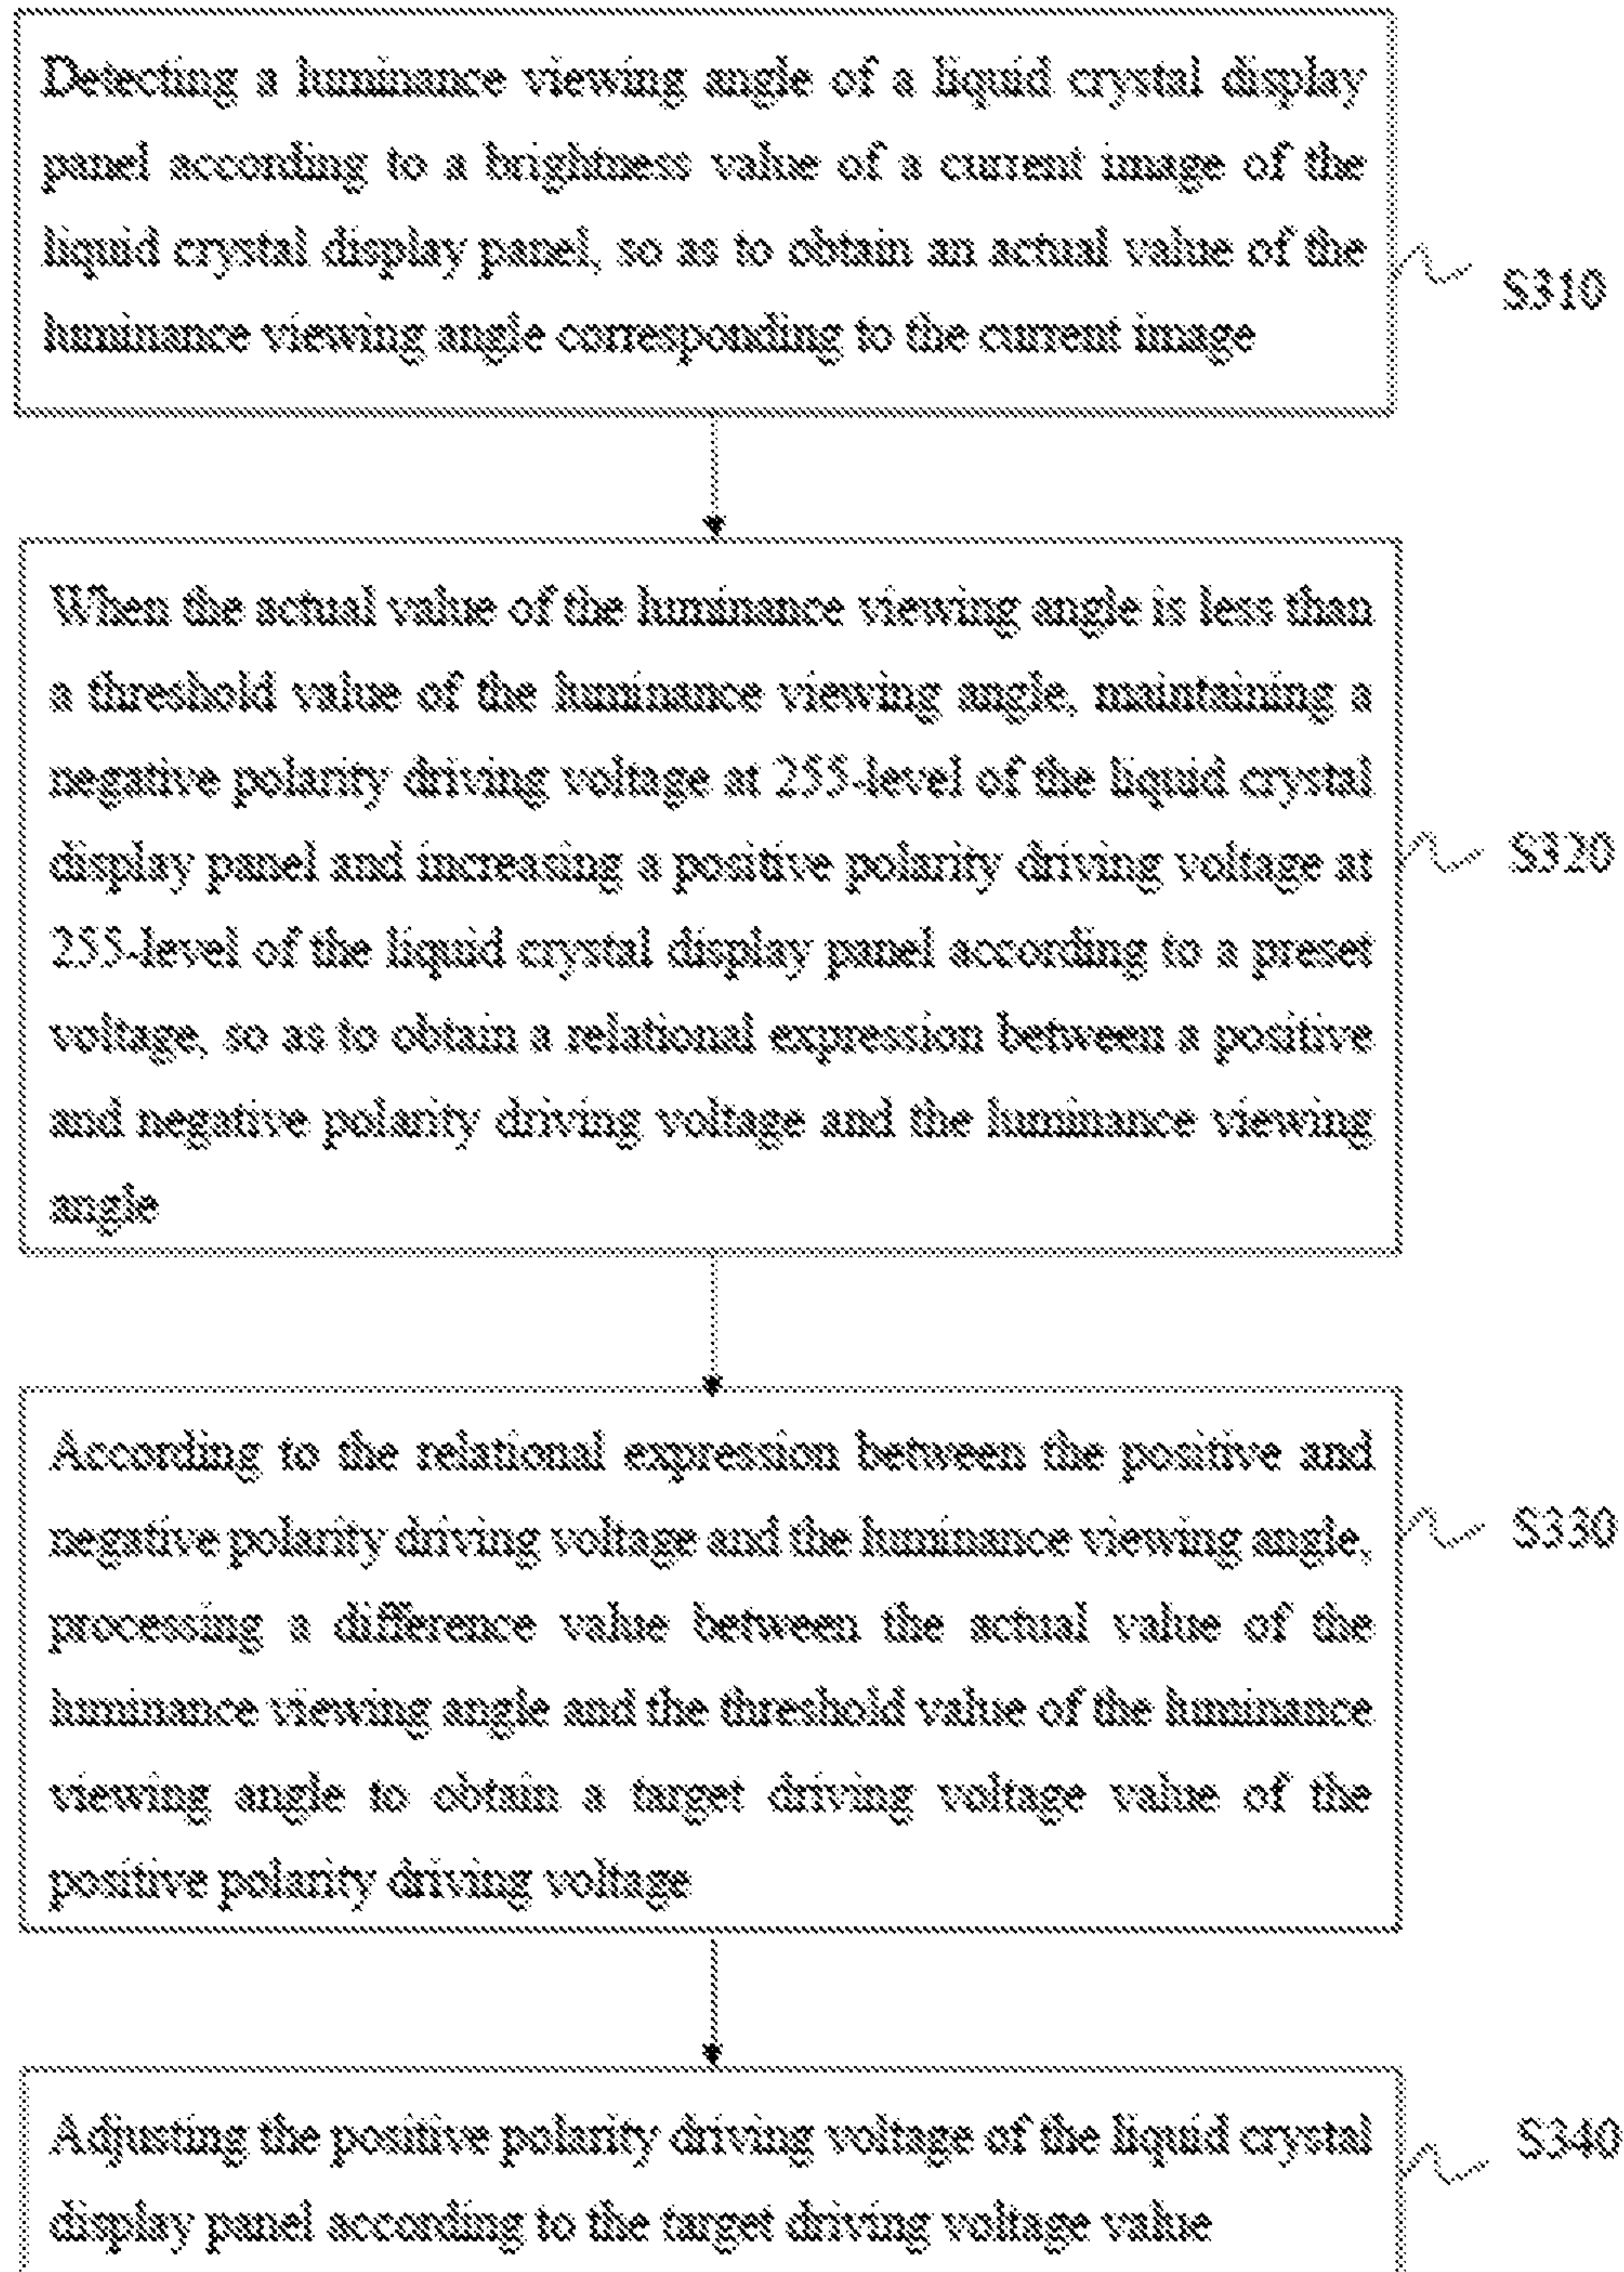 Detecting a luminance viewing angle of a liquid crystal display
panel according to a brightness value of a current image of the
liquid crystal display panel, so as to obtain an actual value of the
luminance viewing angle corresponding to the current image
S310
When the actual value of the luminance viewing angle is less than
a threshold value of the luminance viewing angle, maintaining a
negative polarity driving voltage at 255-level of the liquid crystal
display panel and increasing a positive polarity driving voltage at
255-level of the liquid crystal display panel according to a preset
voltage, so as to obtain a relational expression between a positive
and negative polarity driving voltage and the luminance viewing
angle
S320
According to the relational expression between the positive and
negative polarity driving voltage and the luminance viewing angle,
processing a difference value between the actual value of the
luminance viewing angle and the threshold value of the luminance
viewing angle to obtain a target driving voltage value of the
positive polarity driving voltage
S330
Adjusting the positive polarity driving voltage of the liquid crystal
display panel according to the target driving voltage value
S340